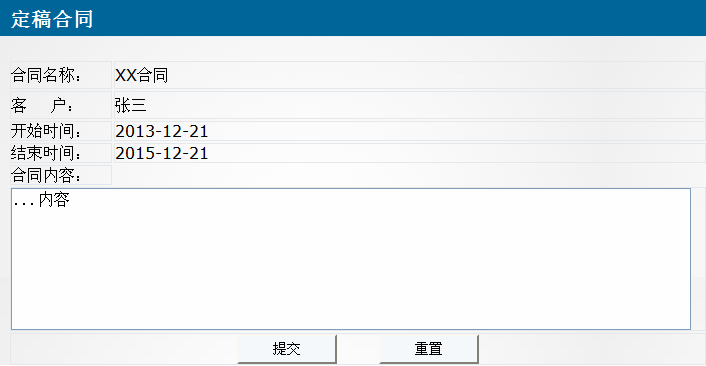 定稿合同
合同名称： XX合同
客 户： 张三
开始时间： 2013-12-21
结束时间： 2015-12-21
合同内容：
...内容
提交 重置